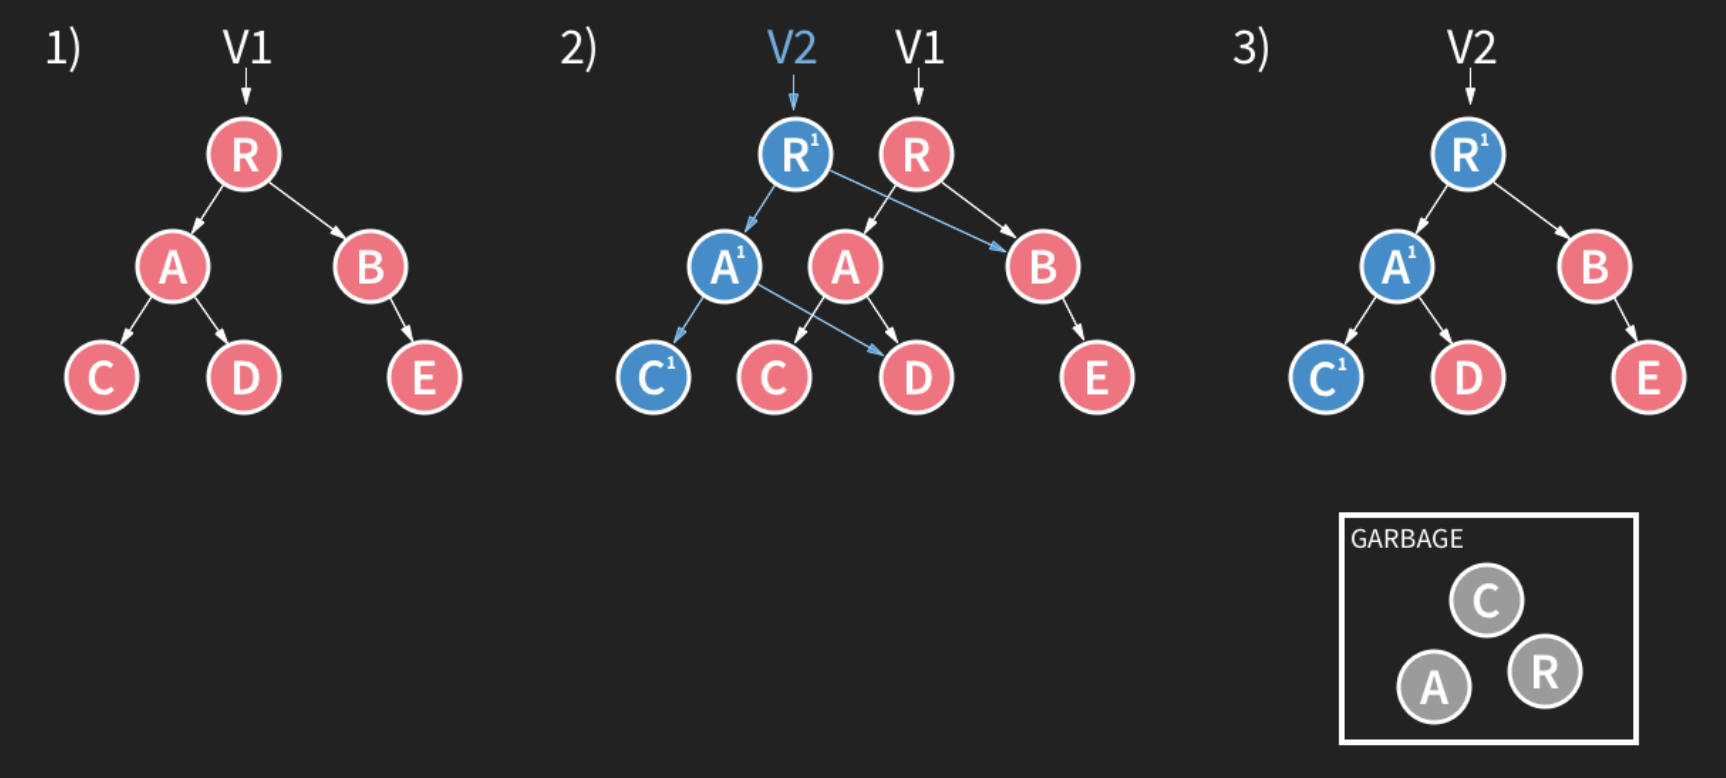 1) V1 2) V2 V1 3) V2
R R¹ R R¹
A B A¹ A B A¹ B
C D E C¹ C D E C¹ D E
GARBAGE
C
R
A